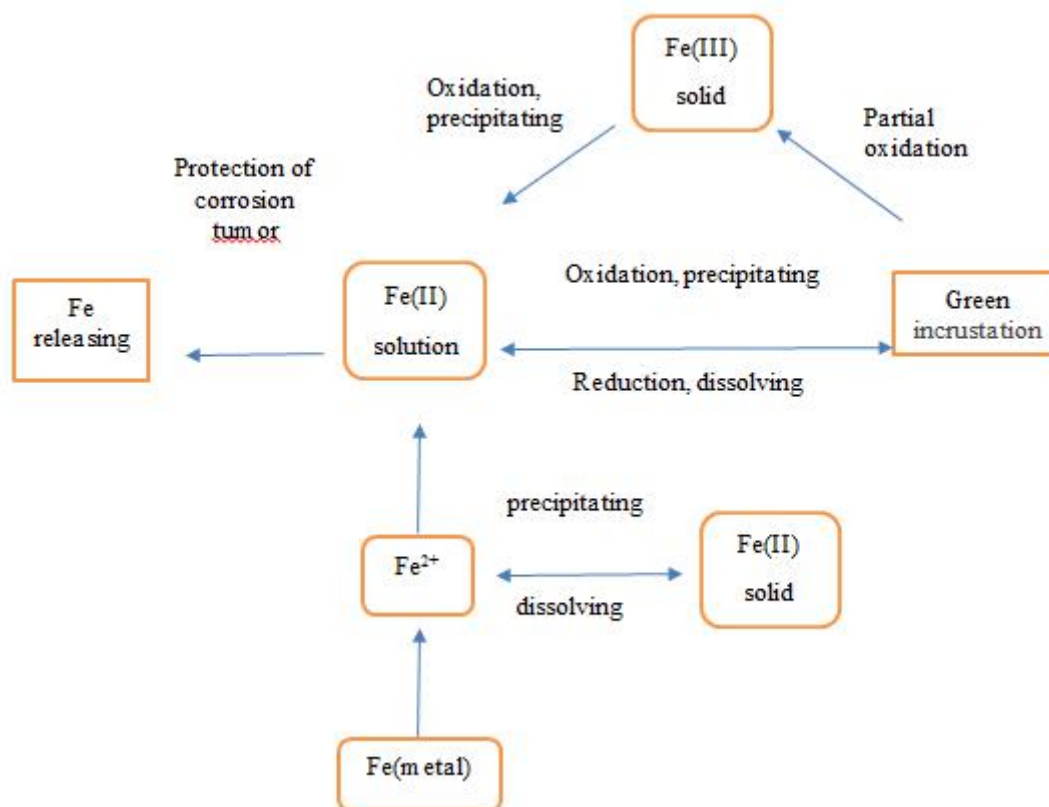 Fe(III)
solid
Oxidation,
precipitating
Partial
oxidation
Protection of
corrosion
tumor
Fe
releasing
Fe(II)
solution
Oxidation, precipitating
Green
incrustation
Reduction, dissolving
precipitating
Fe²⁺
Fe(II)
solid
dissolving
Fe(metal)